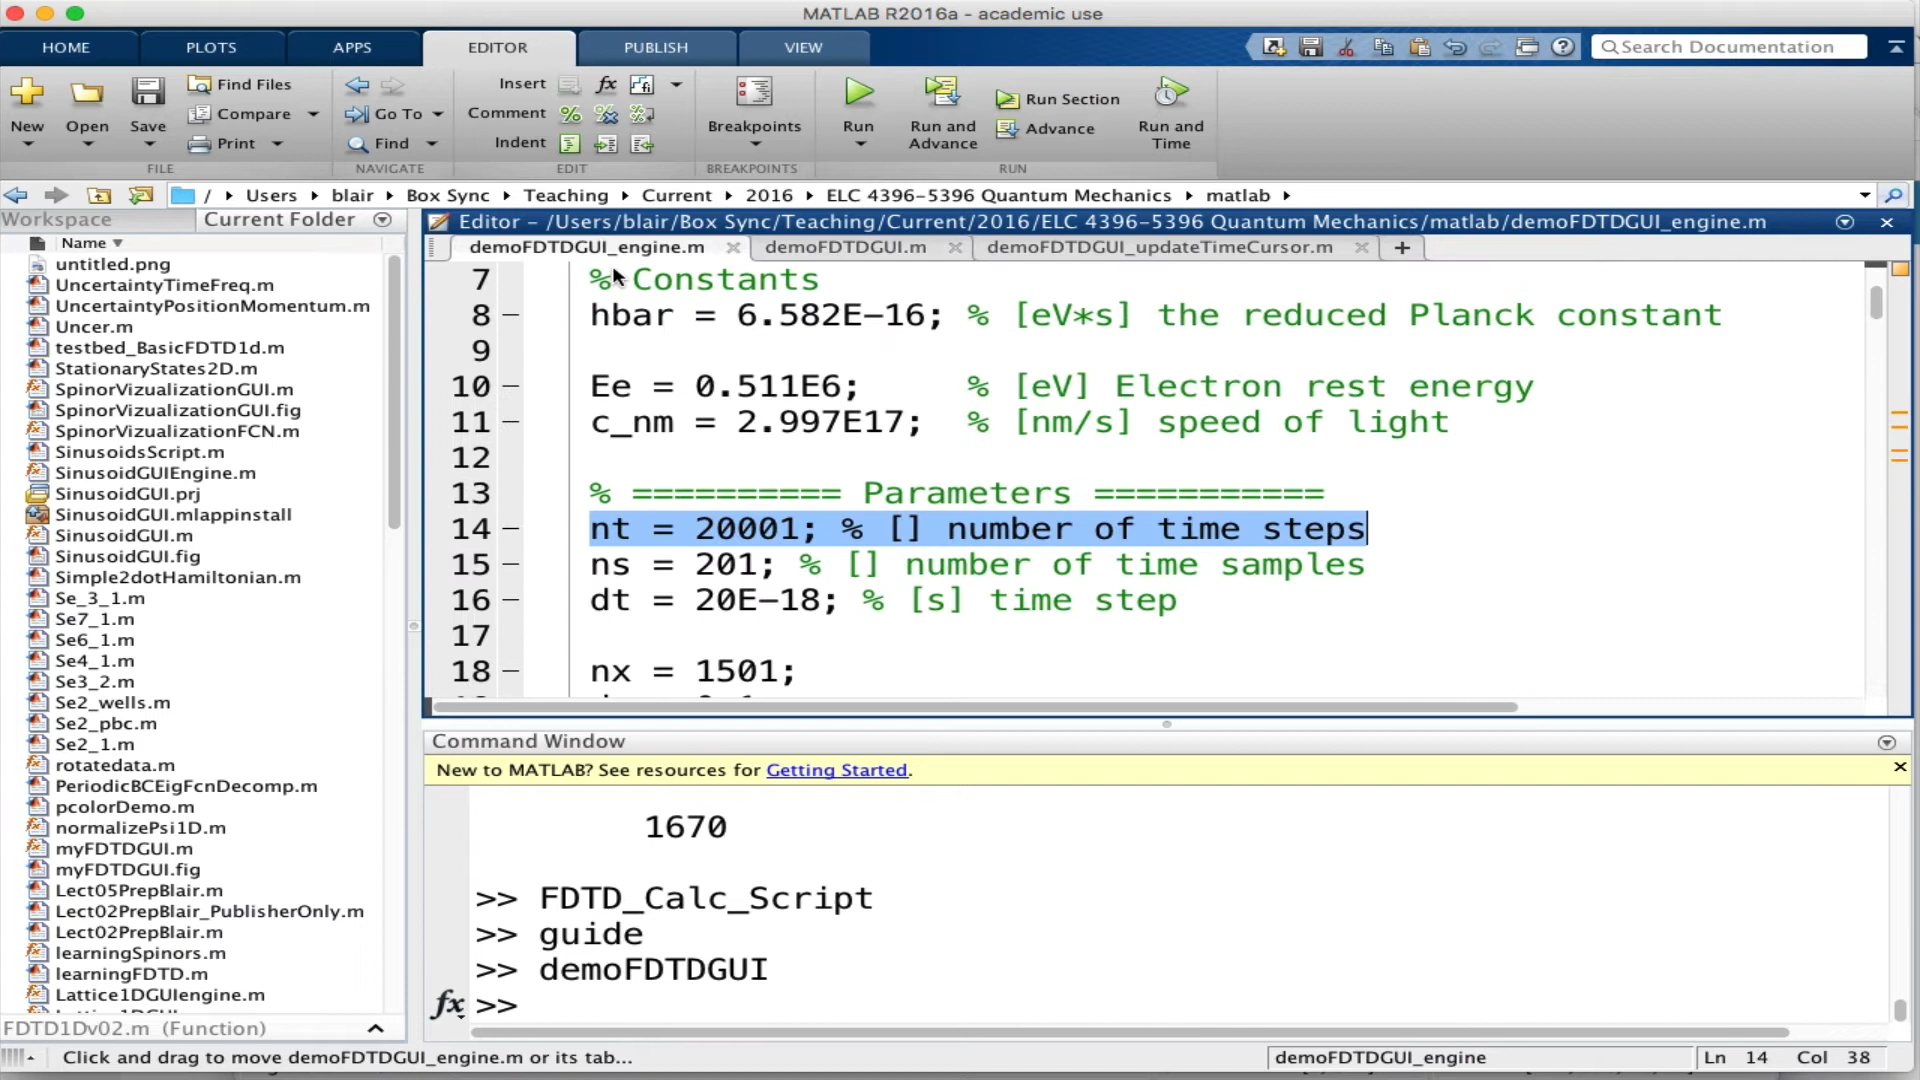 MATLAB R2016a - academic use
HOME
PLOTS
APPS
EDITOR
PUBLISH
VIEW
Search Documentation
New
Open
Save
Find Files
Compare
Print
FILE
Go To
Find
NAVIGATE
Insert
fx
Comment
Indent
EDIT
Breakpoints
BREAKPOINTS
Run
Run and
Advance
Run Section
Advance
Run and
Time
RUN
/ Users blair Box Sync Teaching Current 2016 ELC 4396-5396 Quantum Mechanics matlab
Workspace
Current Folder
Name
untitled.png
UncertaintyTimeFreq.m
UncertaintyPositionMomentum.m
Uncer.m
testbed_BasicFDTD1d.m
StationaryStates2D.m
SpinorVizualizationGUI.m
SpinorVizualizationGUI.fig
SpinorVizualizationFCN.m
SinusoidsScript.m
SinusoidGUIEngine.m
SinusoidGUI.prj
SinusoidGUI.mlappinstall
SinusoidGUI.m
SinusoidGUI.fig
Simple2dotHamiltonian.m
Se_3_1.m
Se7_1.m
Se6_1.m
Se4_1.m
Se3_2.m
Se2_wells.m
Se2_pbc.m
Se2_1.m
rotatedata.m
PeriodicBCEigFcnDecomp.m
pcolorDemo.m
normalizePsi1D.m
myFDTDGUI.m
myFDTDGUI.fig
Lect05PrepBlair.m
Lect02PrepBlair_PublisherOnly.m
Lect02PrepBlair.m
learningSpinors.m
learningFDTD.m
Lattice1DGUIengine.m
FDTD1Dv02.m (Function)
Editor - /Users/blair/Box Sync/Teaching/Current/2016/ELC 4396-5396 Quantum Mechanics/matlab/demoFDTDGUI_engine.m
demoFDTDGUI_engine.m
demoFDTDGUI.m
demoFDTDGUI_updateTimeCursor.m
7 % Constants
8 hbar = 6.582E-16; % [eV*s] the reduced Planck constant
9
10 Ee = 0.511E6; % [eV] Electron rest energy
11 c_nm = 2.997E17; % [nm/s] speed of light
12
13 % ========== Parameters ===========
14 nt = 20001; % [] number of time steps
15 ns = 201; % [] number of time samples
16 dt = 20E-18; % [s] time step
17
18 nx = 1501;
Command Window
New to MATLAB? See resources for Getting Started.
1670
>> FDTD_Calc_Script
>> guide
>> demoFDTDGUI
fx >>
Click and drag to move demoFDTDGUI_engine.m or its tab...
demoFDTDGUI_engine
Ln 14 Col 38